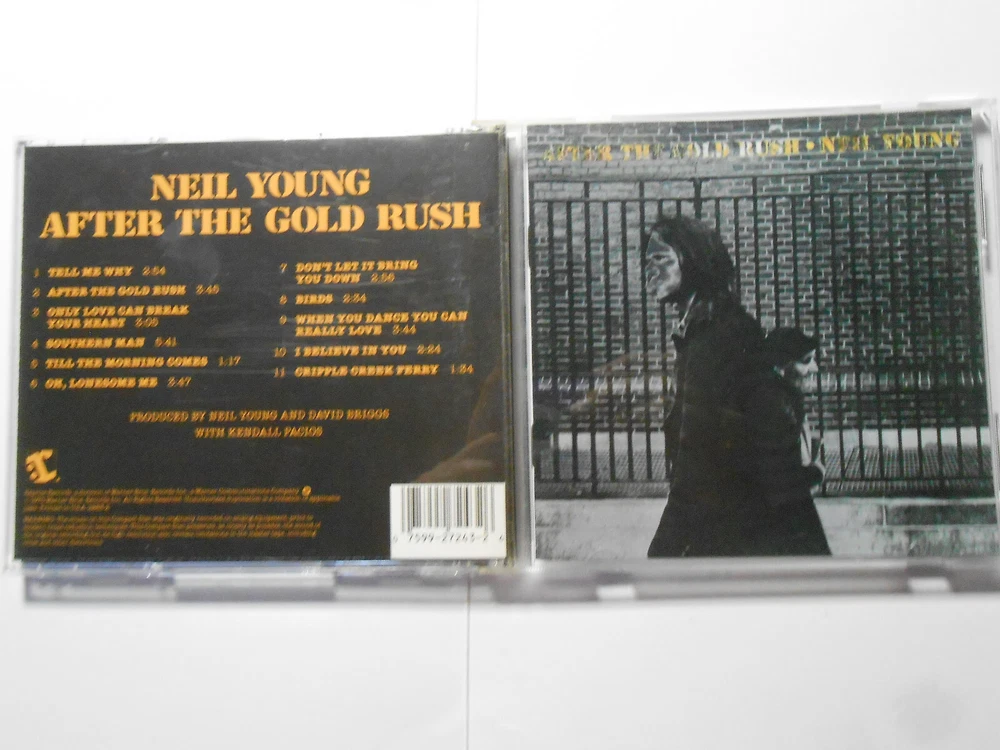 NEIL YOUNG
AFTER THE GOLD RUSH
1 TELL ME WHY 2:54
2 AFTER THE GOLD RUSH 3:45
3 ONLY LOVE CAN BREAK
YOUR HEART 3:05
4 SOUTHERN MAN 5:41
5 TILL THE MORNING COMES 1:17
6 OH, LONESOME ME 3:47
7 DON'T LET IT BRING
YOU DOWN 2:56
8 BIRDS 2:34
9 WHEN YOU DANCE YOU CAN
REALLY LOVE 3:44
10 I BELIEVE IN YOU 2:24
11 CRIPPLE CREEK FERRY 1:34
PRODUCED BY NEIL YOUNG AND DAVID BRIGGS
WITH KENDALL PACIOS
7599-27243-2
AFTER THE GOLD RUSH • NEIL YOUNG